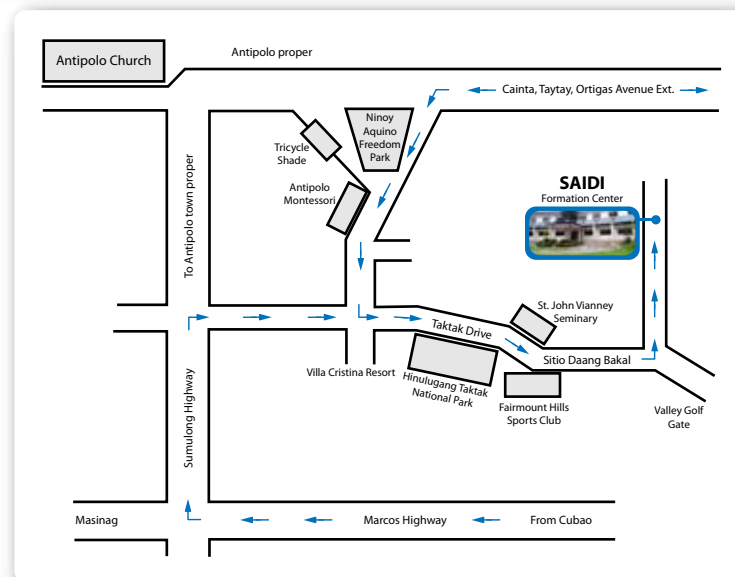 Antipolo proper
Antipolo Church
Cainta, Taytay, Ortigas Avenue Ext.
Ninoy
Aquino
Freedom
Park
Tricycle
Shade
Antipolo
Montessori
SAIDI
Formation Center
To Antipolo town proper
St. John Vianney
Seminary
Taktak Drive
Sitio Daang Bakal
Villa Cristina Resort
Hinulugang Taktak
National Park
Fairmount Hills
Sports Club
Valley Golf
Gate
Sumulong Highway
Masinag
Marcos Highway
From Cubao